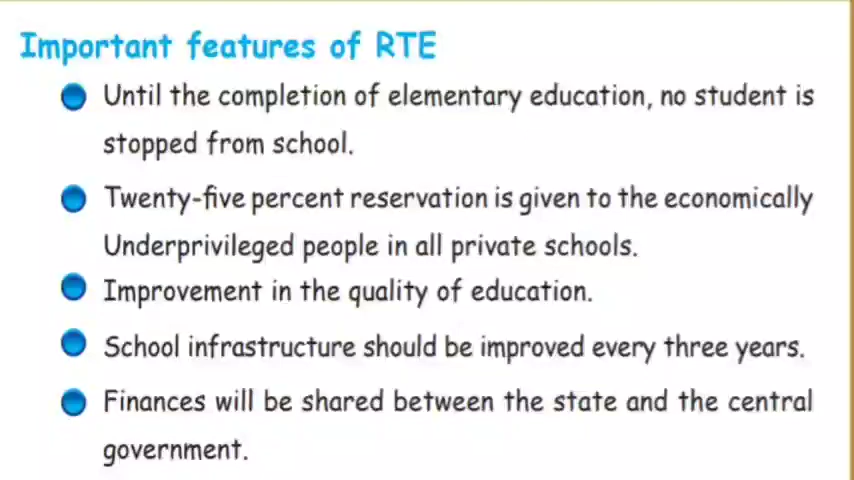 Important features of RTE
Until the completion of elementary education, no student is
stopped from school.
Twenty-five percent reservation is given to the economically
Underprivileged people in all private schools.
Improvement in the quality of education.
School infrastructure should be improved every three years.
Finances will be shared between the state and the central
government.